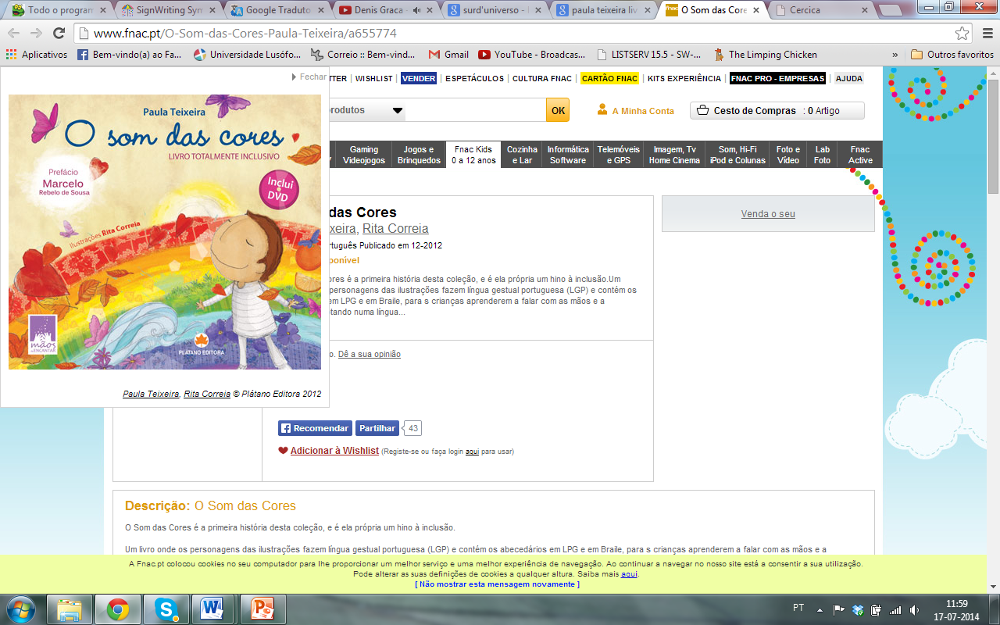 Todo o program
SignWriting Sym
Google Traduto
Denis Graca -
surd'universo -
paula teixeira liv
O Som das Core
Cercica
www.fnac.pt/O-Som-das-Cores-Paula-Teixeira/a655774
Aplicativos
Bem-vindo(a) ao Fa...
Universidade Lusófo...
Correio :: Bem-vind...
Gmail
YouTube - Broadcas...
LISTSERV 15.5 - SW-...
The Limping Chicken
»
Outros favoritos
Fechar
TTER | WISHLIST | VENDER | ESPETÁCULOS | CULTURA FNAC | CARTÃO FNAC | KITS EXPERIÊNCIA | FNAC PRO - EMPRESAS | AJUDA
rodutos
OK
A Minha Conta
Cesto de Compras : 0 Artigo
Gaming
Videojogos
Jogos e
Brinquedos
Fnac Kids
0 a 12 anos
Cozinha
e Lar
Informática
Software
Telemóveis
e GPS
Imagem, Tv
Home Cinema
Som, Hi-Fi
iPod e Colunas
Foto e
Vídeo
Lab
Foto
Fnac
Active
Paula Teixeira
O som das cores
LIVRO TOTALMENTE INCLUSIVO
Prefácio
Marcelo
Rebelo de Sousa
Inclui
DVD
Ilustrações Rita Correia
mãos
de ENCANTAR
PLÁTANO EDITORA
Paula Teixeira, Rita Correia © Plátano Editora 2012
das Cores
xeira, Rita Correia
rtuguês Publicado em 12-2012
ponivel
ores é a primeira história desta coleção, e é ela própria um hino à inclusão.Um
personagens das ilustrações fazem língua gestual portuguesa (LGP) e contém os
em LPG e em Braile, para s crianças aprenderem a falar com as mãos e a
tando numa língua...
o. Dê a sua opinião
Venda o seu
Recomendar
Partilhar
43
Adicionar à Wishlist (Registe-se ou faça login aqui para usar)
Descrição: O Som das Cores
O Som das Cores é a primeira história desta coleção, e é ela própria um hino à inclusão.
Um livro onde os personagens das ilustrações fazem língua gestual portuguesa (LGP) e contém os abecedários em LPG e em Braile, para s crianças aprenderem a falar com as mãos e a
A Fnac.pt colocou cookies no seu computador para lhe proporcionar um melhor serviço e uma melhor experiência de navegação. Ao continuar a navegar no nosso site está a consentir a sua utilização.
Pode alterar as suas definições de cookies a qualquer altura. Saiba mais aqui.
[ Não mostrar esta mensagem novamente ]
PT
11:59
17-07-2014